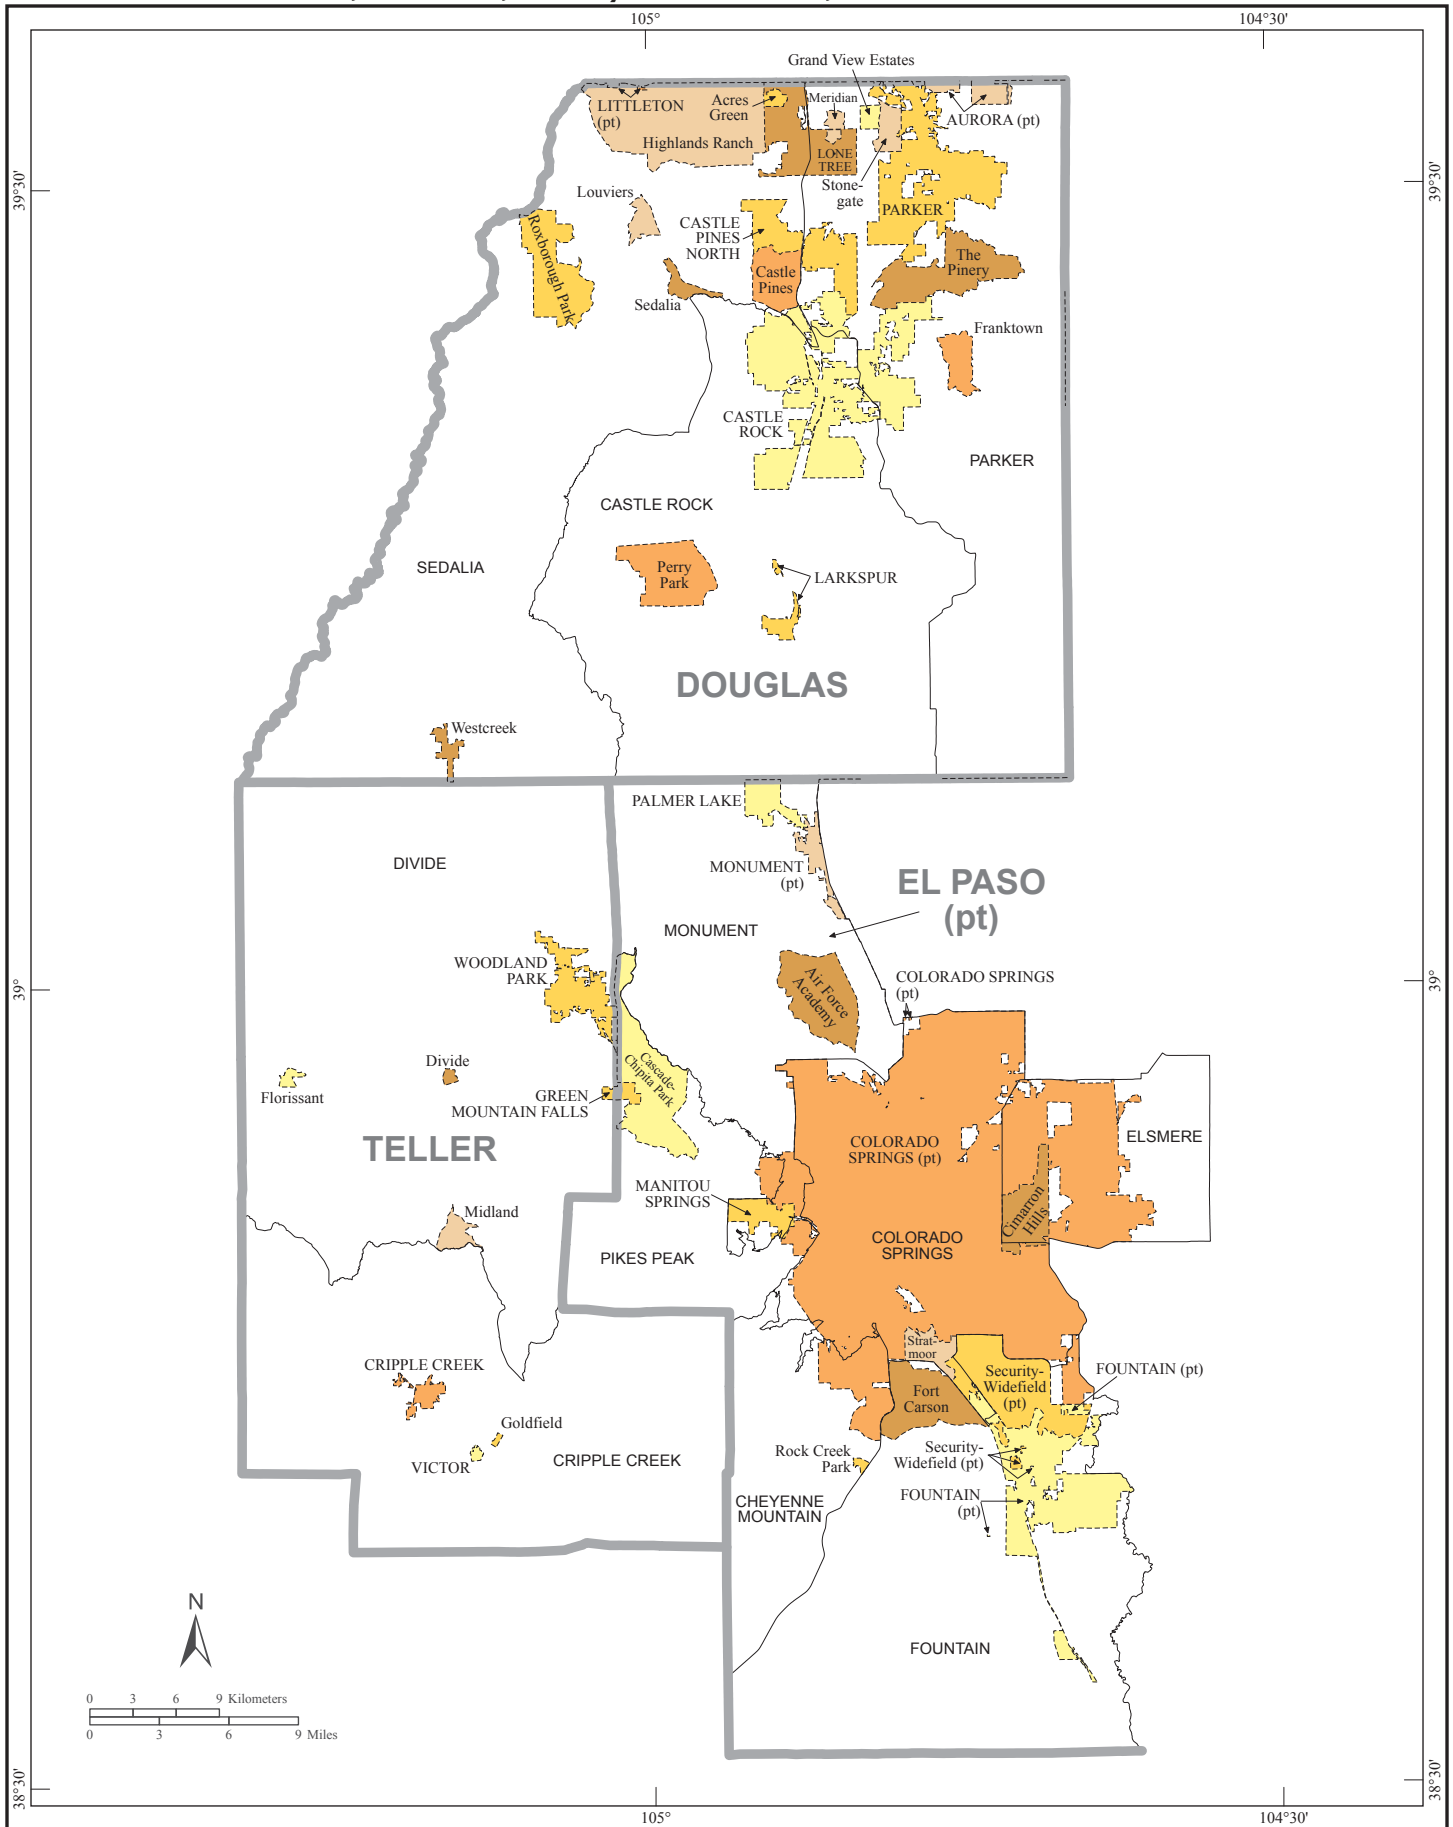 105°
104°30'
Grand View Estates
LITTLETON
(pt)
Acres
Green
Meridian
AURORA (pt)
Highlands Ranch
LONE
TREE
39°30'
39°30'
Stone-
gate
Louviers
PARKER
CASTLE
PINES
NORTH
Roxborough Park
The
Pinery
Castle
Pines
Sedalia
Franktown
CASTLE
ROCK
PARKER
CASTLE ROCK
SEDALIA
Perry
Park
LARKSPUR
DOUGLAS
Westcreek
PALMER LAKE
DIVIDE
MONUMENT
(pt)
EL PASO
(pt)
MONUMENT
WOODLAND
PARK
Air Force
Academy
COLORADO SPRINGS
(pt)
39°
39°
Divide
Cascade-
Chipita Park
Florissant
GREEN
MOUNTAIN FALLS
TELLER
COLORADO
SPRINGS (pt)
ELSMERE
MANITOU
SPRINGS
Cimarron
Hills
Midland
COLORADO
SPRINGS
PIKES PEAK
Strat-
moor
CRIPPLE CREEK
Security-
Widefield
(pt)
FOUNTAIN (pt)
Fort
Carson
Goldfield
VICTOR
CRIPPLE CREEK
Rock Creek
Park
Security-
Widefield (pt)
FOUNTAIN
(pt)
CHEYENNE
MOUNTAIN
N
FOUNTAIN
0 3 6 9 Kilometers
0 3 6 9 Miles
38°30'
38°30'
105°
104°30'